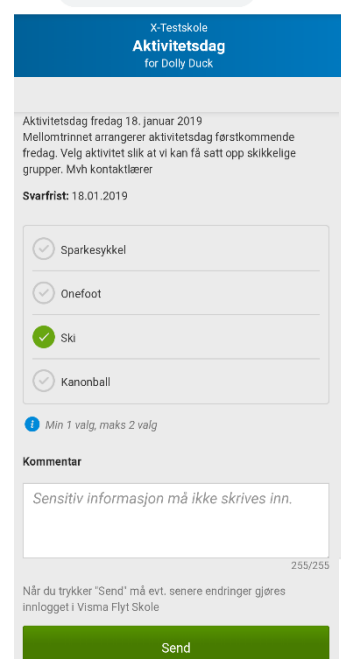 X-Testskole
Aktivitetsdag
for Dolly Duck
Aktivitetsdag fredag 18. januar 2019
Mellomtrinnet arrangerer aktivitetsdag førstkommende
fredag. Velg aktivitet slik at vi kan få satt opp skikkelige
grupper. Mvh kontaktlærer
Svarfrist: 18.01.2019
Sparkesykkel
Onefoot
Ski
Kanonball
Min 1 valg, maks 2 valg
Kommentar
Sensitiv informasjon må ikke skrives inn.
255/255
Når du trykker "Send" må evt. senere endringer gjøres
innlogget i Visma Flyt Skole
Send